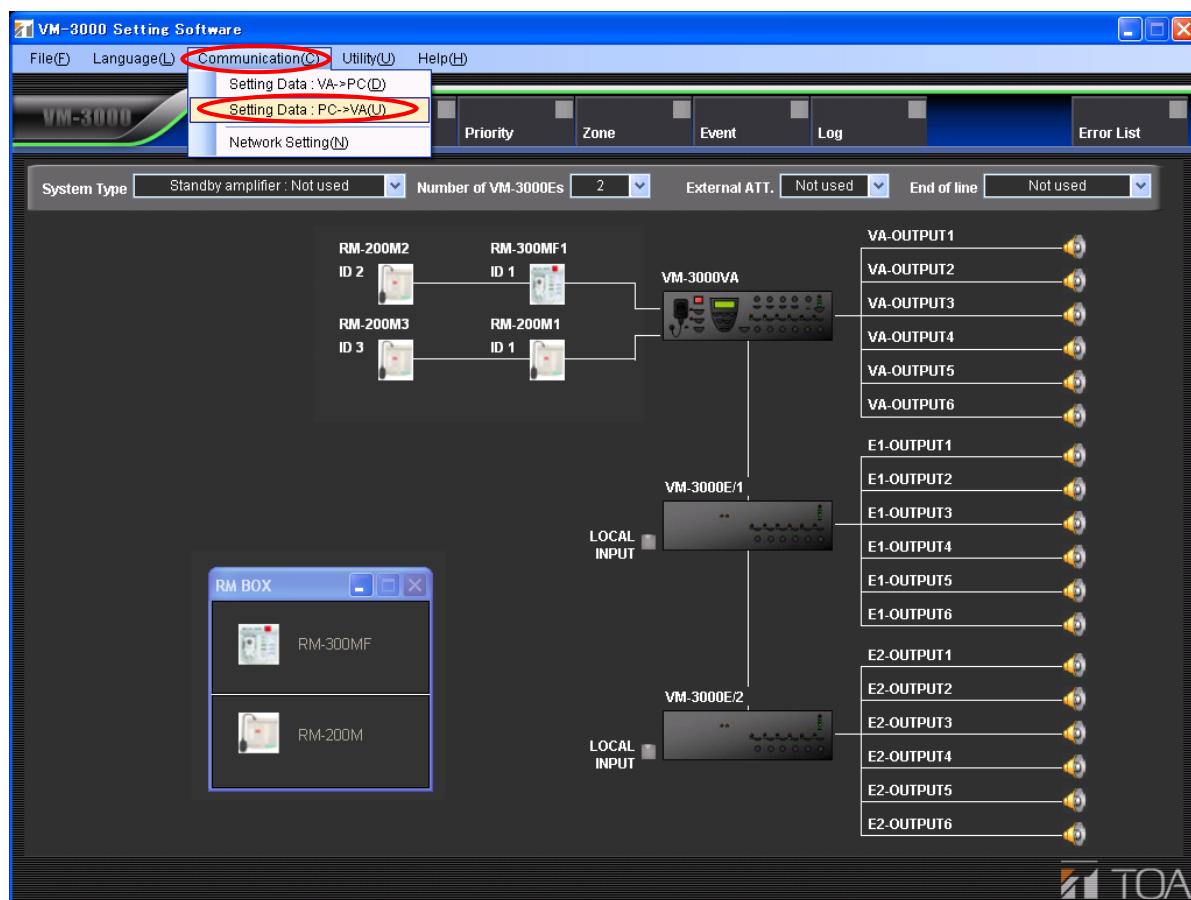 VM-3000 Setting Software
File(F) Language(L) Communication(C) Utility(U) Help(H)
Setting Data : VA->PC(D)
Setting Data : PC->VA(U)
Network Setting(N)
VM-3000
Priority
Zone
Event
Log
Error List
System Type
Standby amplifier : Not used
Number of VM-3000Es
2
External ATT.
Not used
End of line
Not used
RM-200M2
ID 2
RM-300MF1
ID 1
RM-200M3
ID 3
RM-200M1
ID 1
VM-3000VA
VA-OUTPUT1
VA-OUTPUT2
VA-OUTPUT3
VA-OUTPUT4
VA-OUTPUT5
VA-OUTPUT6
VM-3000E/1
LOCAL
INPUT
E1-OUTPUT1
E1-OUTPUT2
E1-OUTPUT3
E1-OUTPUT4
E1-OUTPUT5
E1-OUTPUT6
RM BOX
RM-300MF
RM-200M
VM-3000E/2
LOCAL
INPUT
E2-OUTPUT1
E2-OUTPUT2
E2-OUTPUT3
E2-OUTPUT4
E2-OUTPUT5
E2-OUTPUT6
TOA